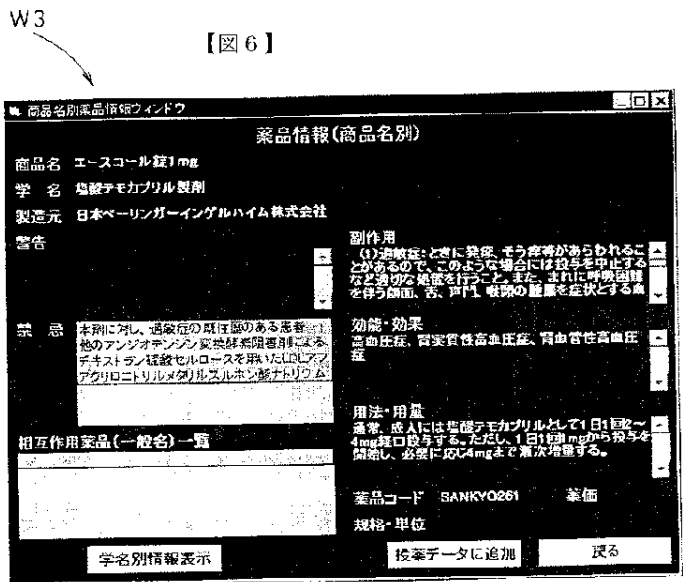 W3
【図6】
商品名別薬品情報ウィンドウ
薬品情報(商品名別)
商品名 エースコール錠1mg
学 名 塩酸テモカプリル製剤
製造元 日本ベーリンガーインゲルハイム株式会社
警告
副作用
(1)過敏症:ときに発疹、そう痒等があらわれるこ
とがあるので、このような場合には投与を中止する
など適切な処置を行うこと。また、まれに呼吸困難
を伴う顔面、舌、声門、喉頭の腫脹を症状とする血
禁 忌
本剤に対し、過敏症の既往歴のある患者
他のアンジオテンシン変換酵素阻害剤による
デキストラン硫酸セルロースを用いたLDLアフ
アクリロニトリルメタリルスルホン酸ナトリウム
効能・効果
高血圧症、腎実質性高血圧症、腎血管性高血圧
症
用法・用量
通常、成人には塩酸テモカプリルとして1日1回2〜
4mg経口投与する。ただし、1日1回1mgから投与を
開始し、必要に応じ4mgまで漸次増量する。
相互作用薬品(一般名)一覧
薬品コード SANKYO261 薬価
規格・単位
学名別情報表示
投薬データに追加
戻る